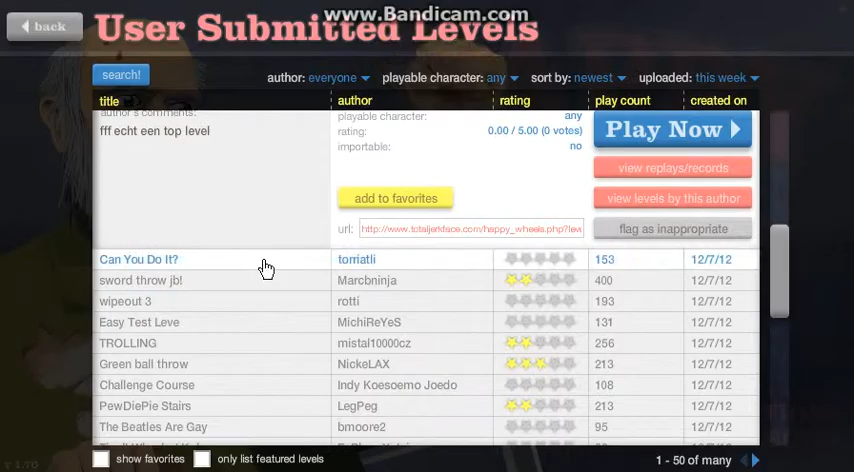 www.Bandicam.com
back
User Submitted Levels
search!
author: everyone playable character: any sort by: newest uploaded: this week
title author rating play count created on
author's comments:
fff echt een top level
playable character: any
rating: 0.00 / 5.00 (0 votes)
importable: no
Play Now
view replays/records
add to favorites
view levels by this author
url: http://www.totaljerkface.com/happy_wheels.php?lev
flag as inappropriate
Can You Do It? torriatli 153 12/7/12
sword throw jb! Marcbninja 400 12/7/12
wipeout 3 rotti 193 12/7/12
Easy Test Leve MichiReYeS 131 12/7/12
TROLLING mistal10000cz 256 12/7/12
Green ball throw NickeLAX 213 12/7/12
Challenge Course Indy Koesoemo Joedo 108 12/7/12
PewDiePie Stairs LegPeg 213 12/7/12
The Beatles Are Gay bmoore2 95 12/7/12
show favorites only list featured levels 1 - 50 of many
v 1.70